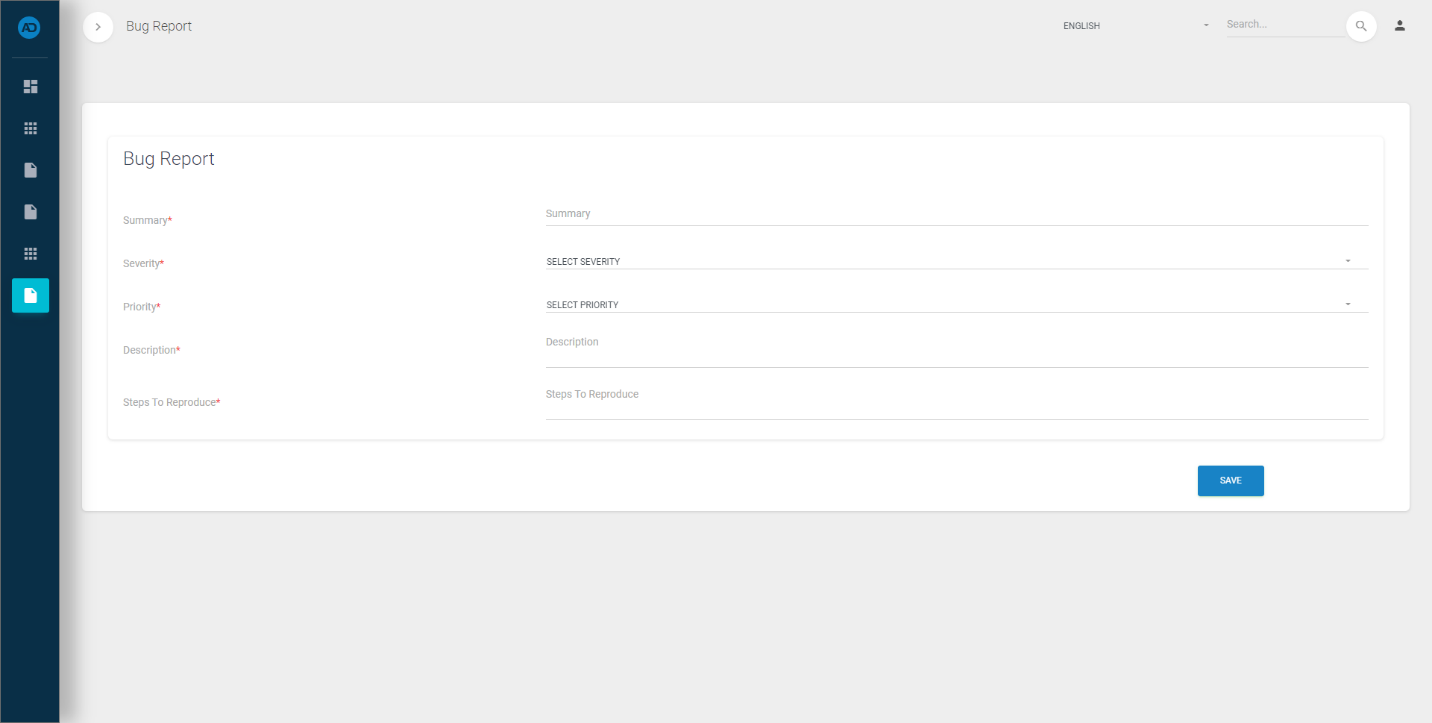 AD
Bug Report
ENGLISH
Search...
Bug Report
Summary*
Summary
Severity*
SELECT SEVERITY
Priority*
SELECT PRIORITY
Description*
Description
Steps To Reproduce*
Steps To Reproduce
SAVE